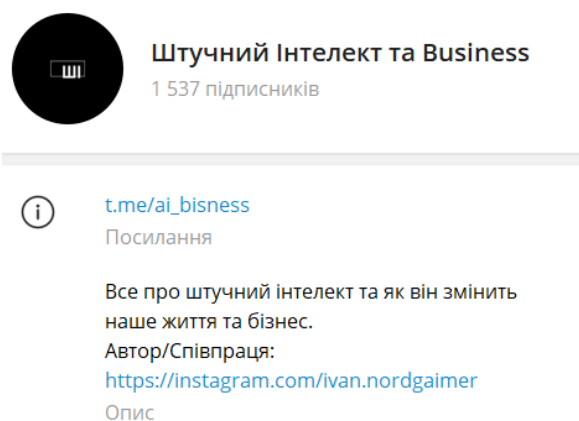 ШІ
Штучний Інтелект та Business
1 537 підписників
t.me/ai_bisness
Посилання
Все про штучний інтелект та як він змінить
наше життя та бізнес.
Автор/Співпраця:
https://instagram.com/ivan.nordgaimer
Опис